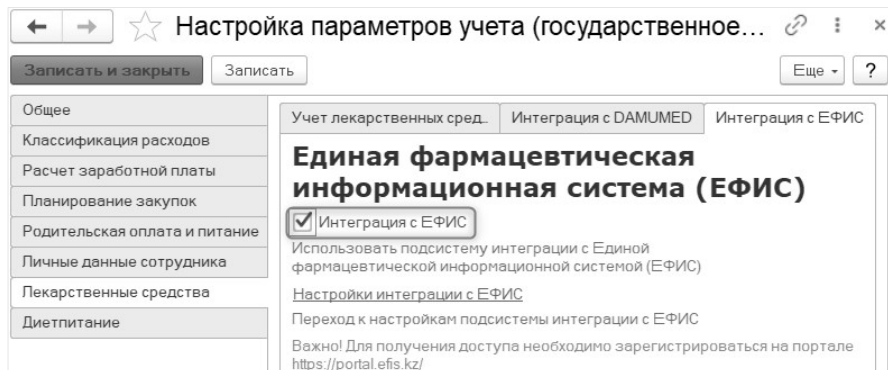 Настройка параметров учета (государственное...
Записать и закрыть
Записать
Еще
?
Общее
Классификация расходов
Расчет заработной платы
Планирование закупок
Родительская оплата и питание
Личные данные сотрудника
Лекарственные средства
Диетпитание
Учет лекарственных сред..
Интеграция с DAMUMED
Интеграция с ЕФИС
Единая фармацевтическая
информационная система (ЕФИС)
Интеграция с ЕФИС
Использовать подсистему интеграции с Единой
фармацевтической информационной системой (ЕФИС)
Настройки интеграции с ЕФИС
Переход к настройкам подсистемы интеграции с ЕФИС
Важно! Для получения доступа необходимо зарегистрироваться на портале
https://portal.efis.kz/